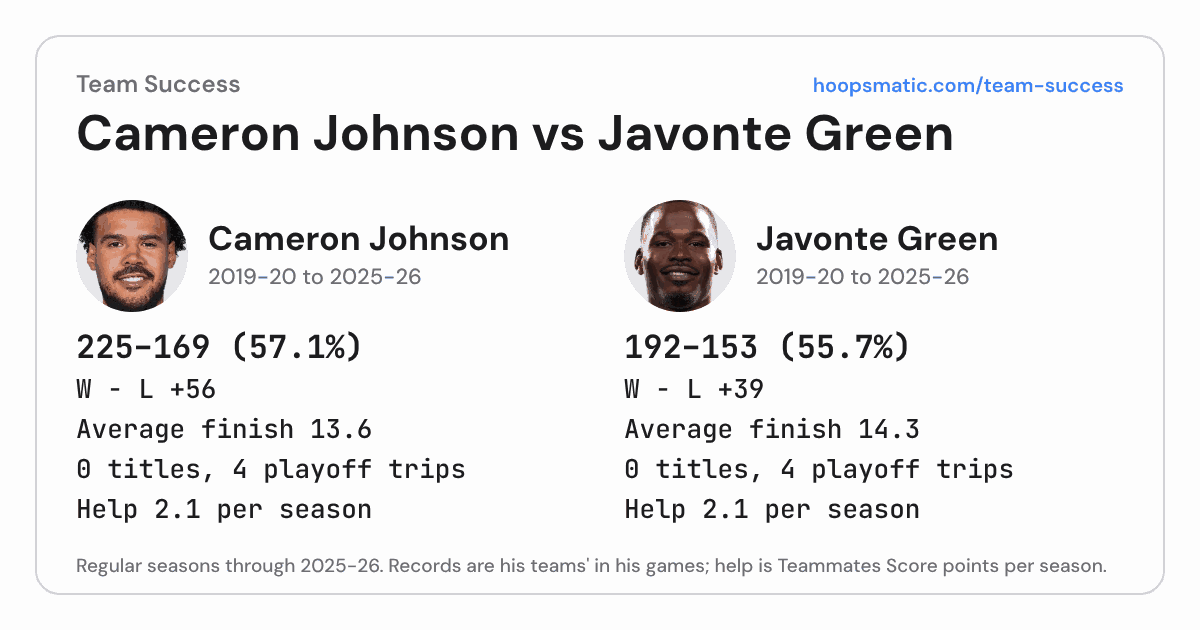 Team Success
hoopsmatic.com/team-success
Cameron Johnson vs Javonte Green
Cameron Johnson
2019-20 to 2025-26
225-169 (57.1%)
W - L +56
Average finish 13.6
0 titles, 4 playoff trips
Help 2.1 per season
Javonte Green
2019-20 to 2025-26
192-153 (55.7%)
W - L +39
Average finish 14.3
0 titles, 4 playoff trips
Help 2.1 per season
Regular seasons through 2025-26. Records are his teams' in his games; help is Teammates Score points per season.